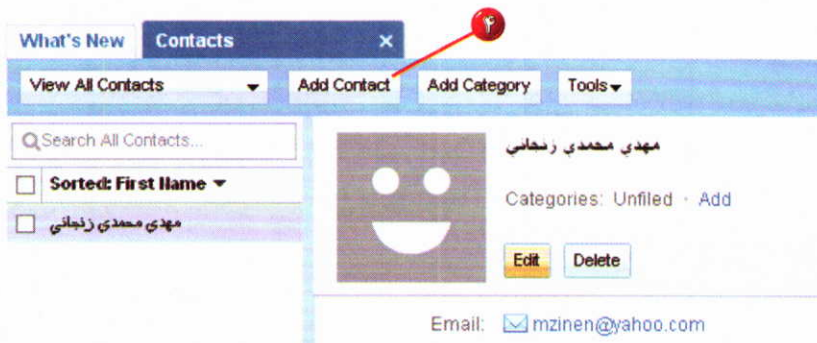 ۴
What's New Contacts ×
View All Contacts Add Contact Add Category Tools
Search All Contacts...
Sorted: First Name
مهدي محمدي زنجاني
مهدي محمدي زنجاني
Categories: Unfiled · Add
Edit Delete
Email: mzinen@yahoo.com